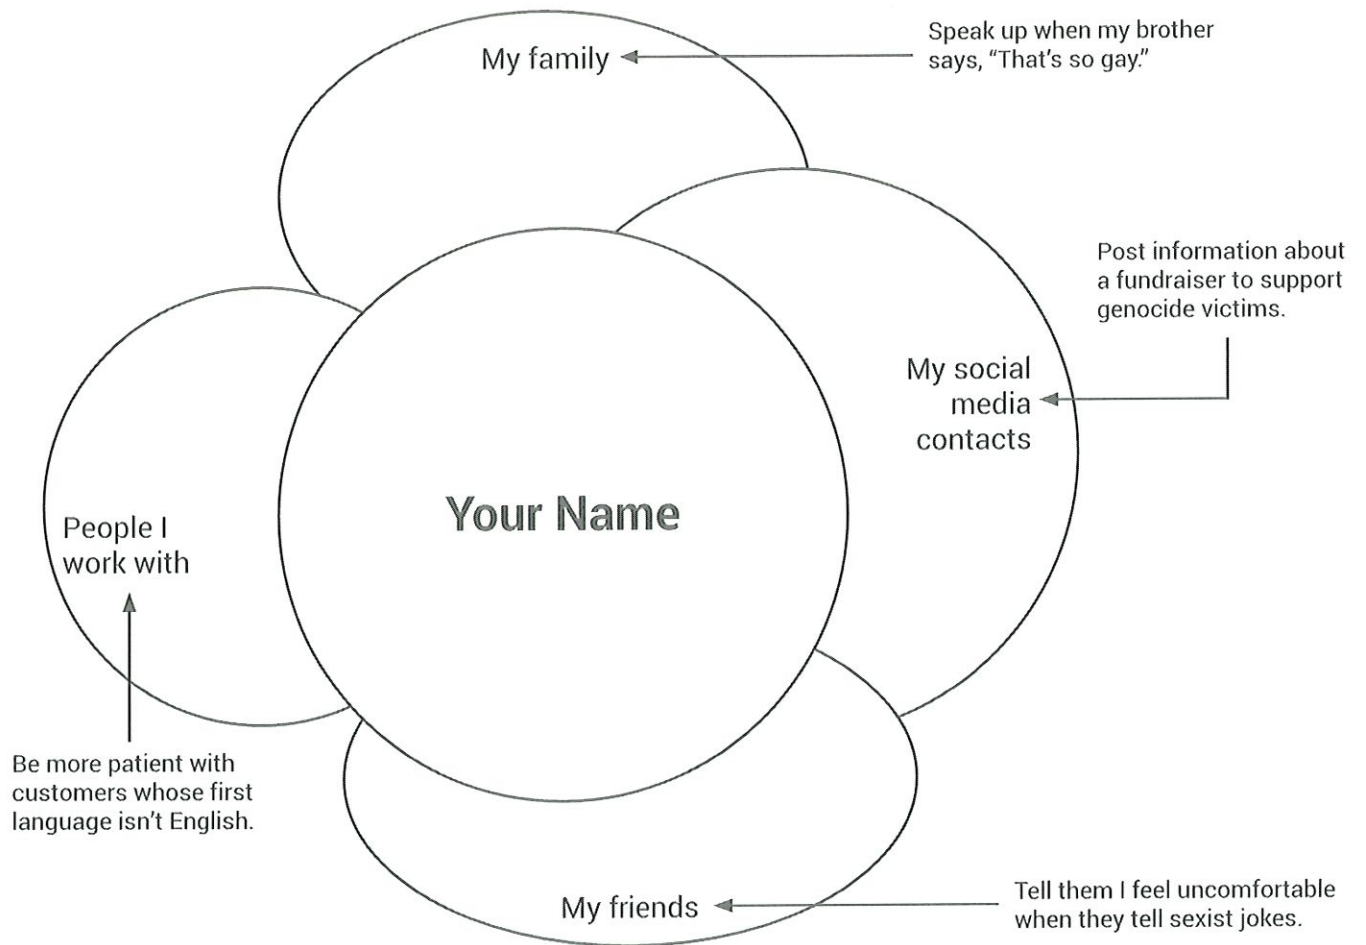 My family
Speak up when my brother
says, “That’s so gay.”
Post information about
a fundraiser to support
genocide victims.
My social
media
contacts
Your Name
People I
work with
Be more patient with
customers whose first
language isn’t English.
My friends
Tell them I feel uncomfortable
when they tell sexist jokes.